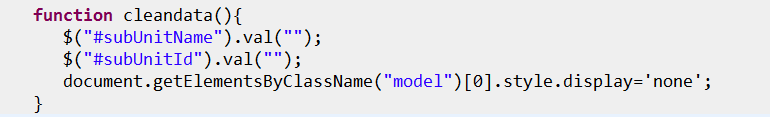 function cleandata(){
$("#subUnitName").val("");
$("#subUnitId").val("");
document.getElementsByClassName("model")[0].style.display='none';
}